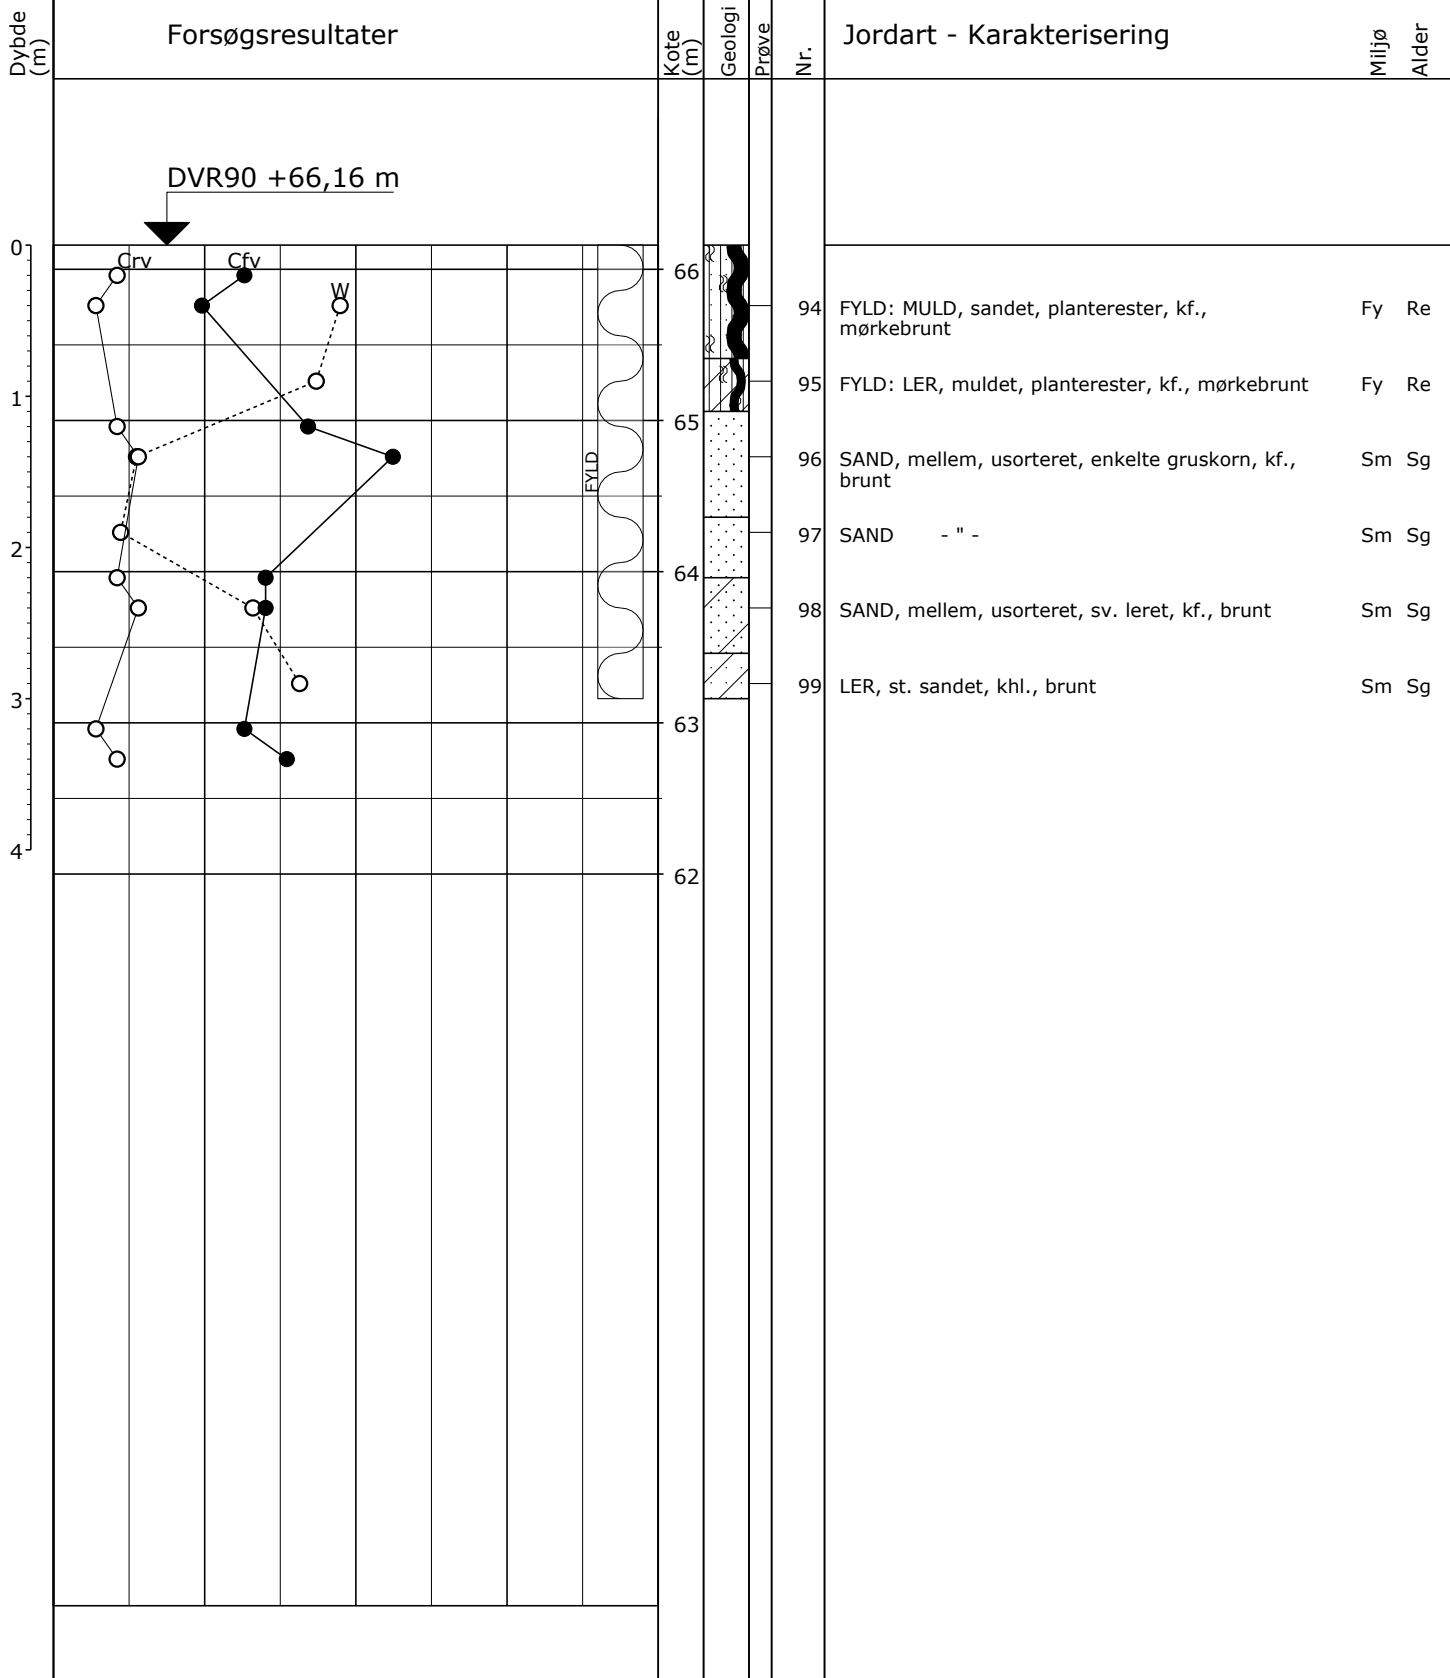 Dybde
(m)
Forsøgsresultater
Kote
(m)
Geologi
Prøve
Nr.
Jordart - Karakterisering
Miljø
Alder
DVR90 +66,16 m
0
Crv
Cfv
W
66
94 FYLD: MULD, sandet, planterester, kf., Fy Re
mørkebrunt
95 FYLD: LER, muldet, planterester, kf., mørkebrunt Fy Re
1
65
FYLD
96 SAND, mellem, usorteret, enkelte gruskorn, kf., Sm Sg
brunt
97 SAND - " - Sm Sg
2
64
98 SAND, mellem, usorteret, sv. leret, kf., brunt Sm Sg
99 LER, st. sandet, khl., brunt Sm Sg
3
63
4
62